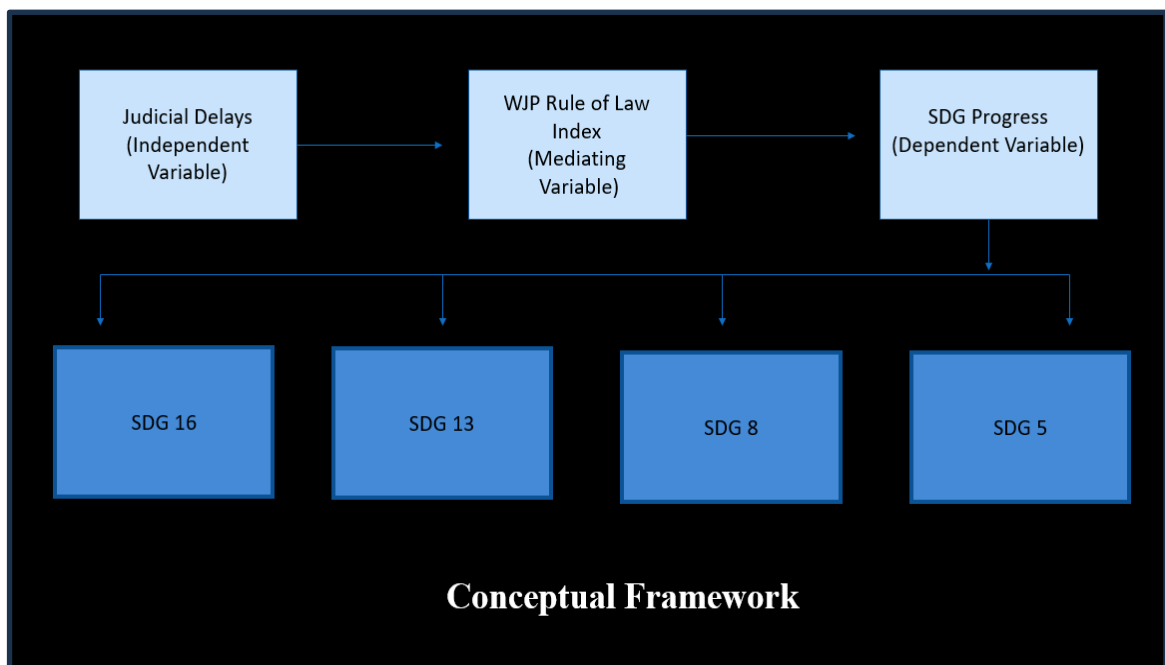 Judicial Delays
(Independent
Variable)
WJP Rule of Law
Index
(Mediating
Variable)
SDG Progress
(Dependent Variable)
SDG 16
SDG 13
SDG 8
SDG 5
Conceptual Framework